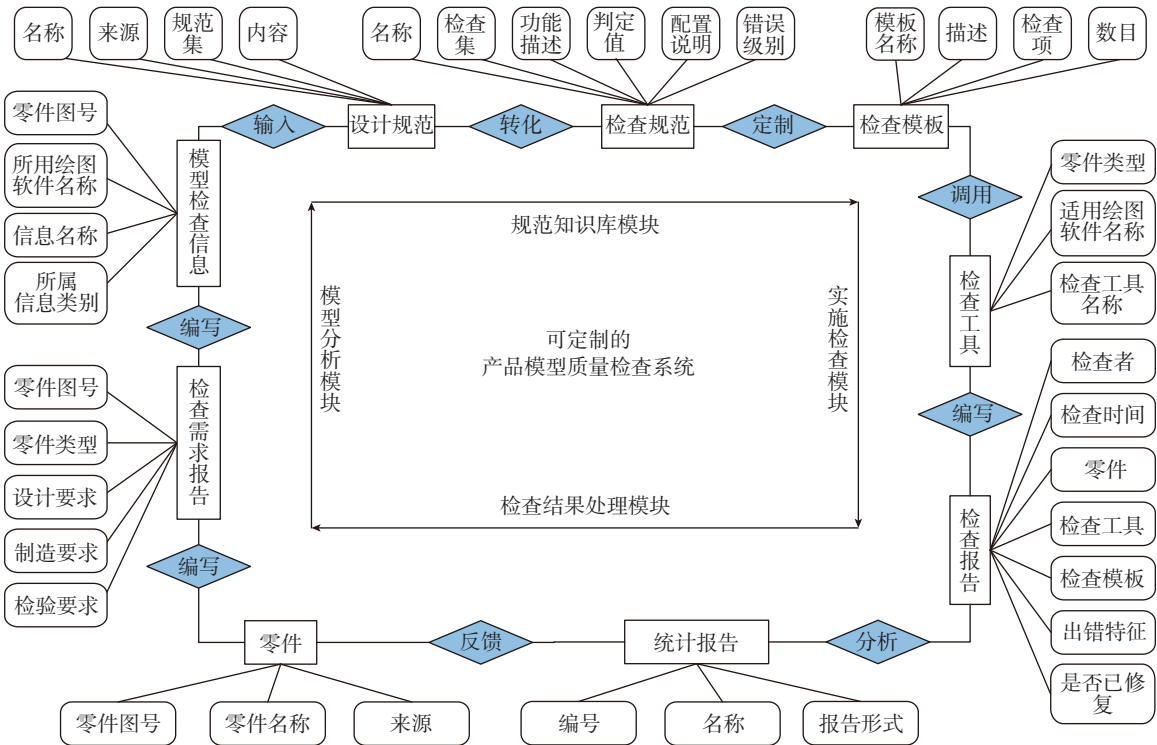 名称
来源
规范
集
内容
名称
检查
集
功能
描述
判定
值
配置
说明
错误
级别
模板
名称
描述
检查
项
数目
输入
设计规范
转化
检查规范
定制
检查模板
零件图号
所用绘图
软件名称
信息名称
所属
信息类别
模型检查信息
调用
零件类型
适用绘图
软件名称
检查工具
名称
检查工具
规范知识库模块
模型分析模块
可定制的
产品模型质量检查系统
实施检查模块
检查结果处理模块
编写
编写
零件图号
零件类型
设计要求
制造要求
检验要求
检查需求报告
检查者
检查时间
零件
检查工具
检查模板
出错特征
是否已修
复
检查报告
编写
零件
反馈
统计报告
分析
零件图号
零件名称
来源
编号
名称
报告形式